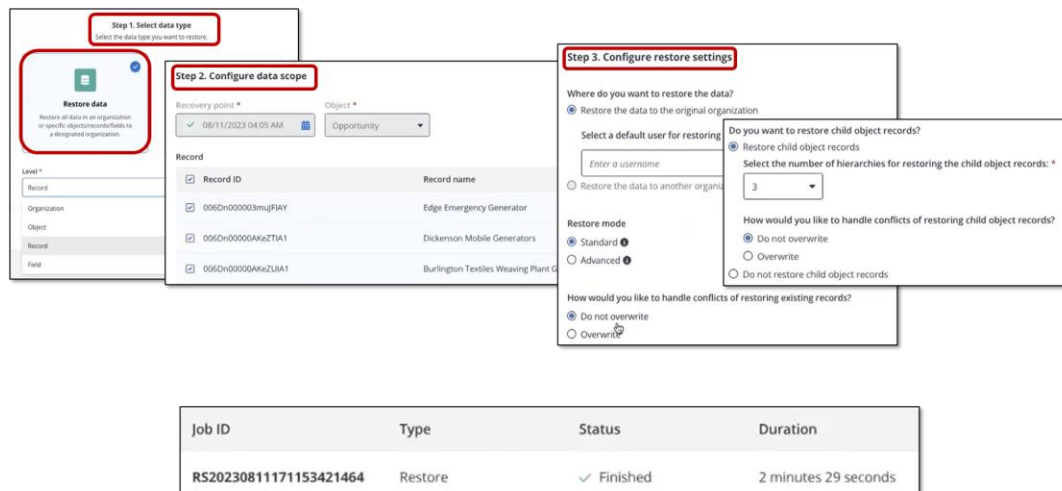 Step 1. Select data type
Select the data type you want to restore.
Restore data
Restore all data in an organization
or specific objects/records/fields to
a designated organization.
Level *
Record
Organization
Object
Record
Field
Step 2. Configure data scope
Recovery point * Object *
08/11/2023 04:05 AM Opportunity
Record
Record ID Record name
006Dn000003mujFIAY Edge Emergency Generator
006Dn00000AKeZTIA1 Dickenson Mobile Generators
006Dn00000AKeZUIA1 Burlington Textiles Weaving Plant G
Step 3. Configure restore settings
Where do you want to restore the data?
Restore the data to the original organization
Select a default user for restoring
Enter a username
Restore the data to another organiz
Restore mode
Standard
Advanced
How would you like to handle conflicts of restoring existing records?
Do not overwrite
Overwrite
Do you want to restore child object records?
Restore child object records
Select the number of hierarchies for restoring the child object records: *
3
How would you like to handle conflicts of restoring child object records?
Do not overwrite
Overwrite
Do not restore child object records
Job ID Type Status Duration
RS20230811171153421464 Restore Finished 2 minutes 29 seconds